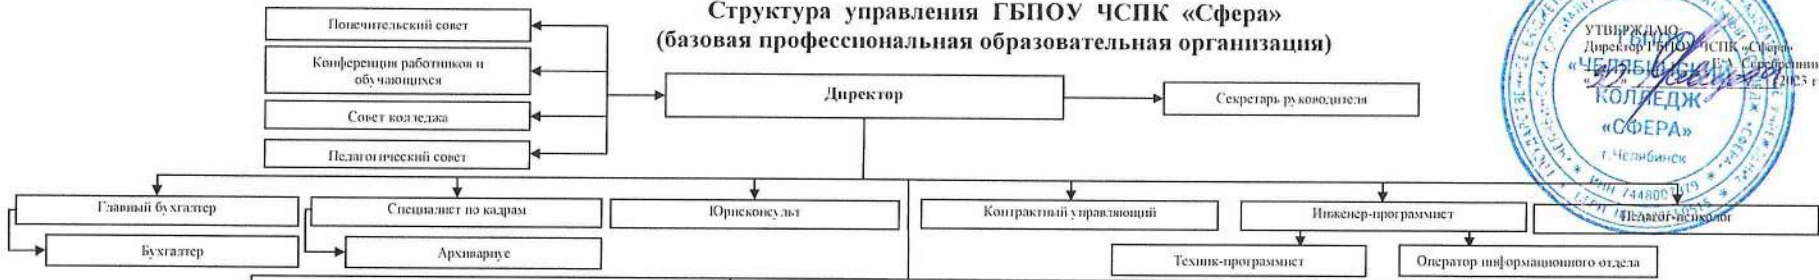 Структура управления ГБПОУ ЧСПК «Сфера»
(базовая профессиональная образовательная организация)
УТВЕРЖДАЮ:
Директор ГБПОУ ЧСПК «Сфера»
2023 г
ГБПОУ
«ЧЕЛЯБИНСКИЙ
КОЛЛЕДЖ
«СФЕРА»
г.Челябинск
Попечительский совет
Конференция работников и
обучающихся
Совет колледжа
Педагогический совет
Директор
Секретарь руководителя
Главный бухгалтер
Специалист по кадрам
Юрисконсульт
Контрактный управляющий
Инженер-программист
Педагог-психолог
Бухгалтер
Архивариус
Техник-программист
Оператор информационного отдела